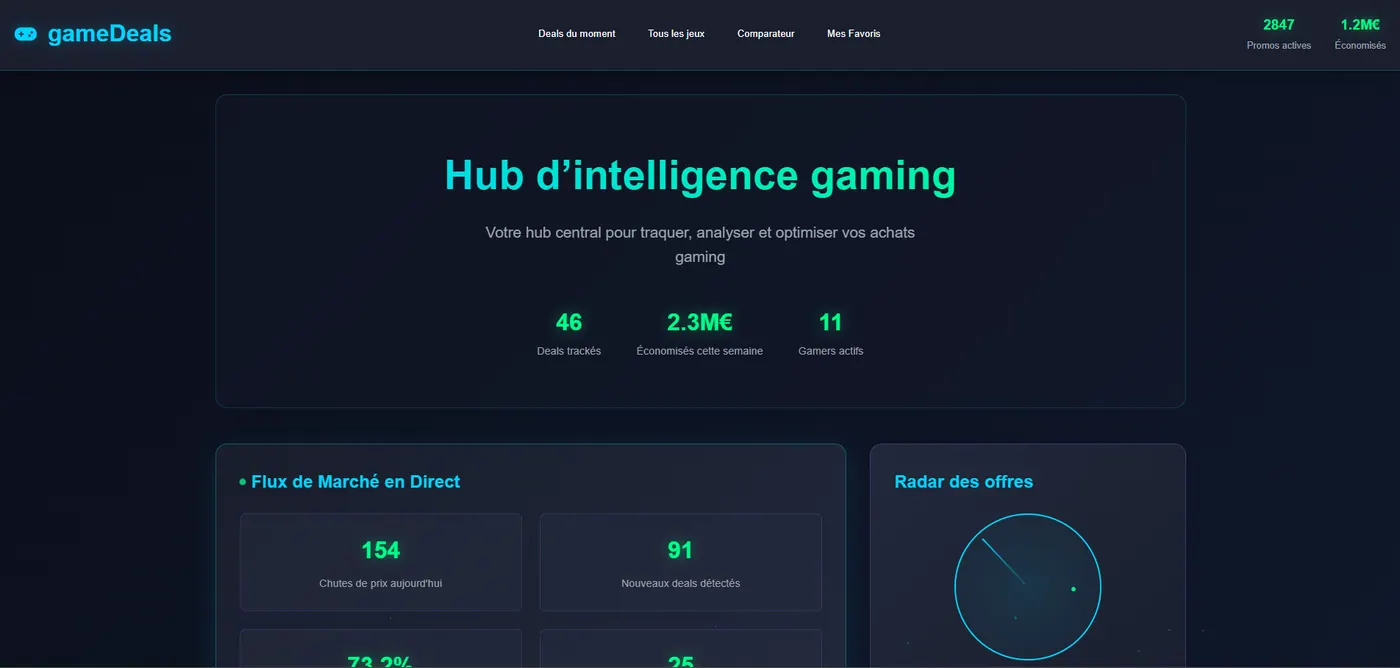 gameDeals
Deals du moment
Tous les jeux
Comparateur
Mes Favoris
2847
Promos actives
1.2M€
Économisés
Hub d’intelligence gaming
Votre hub central pour traquer, analyser et optimiser vos achats
gaming
46
Deals trackés
2.3M€
Économisés cette semaine
11
Gamers actifs
Flux de Marché en Direct
154
Chutes de prix aujourd'hui
91
Nouveaux deals détectés
73.2%
25
Radar des offres